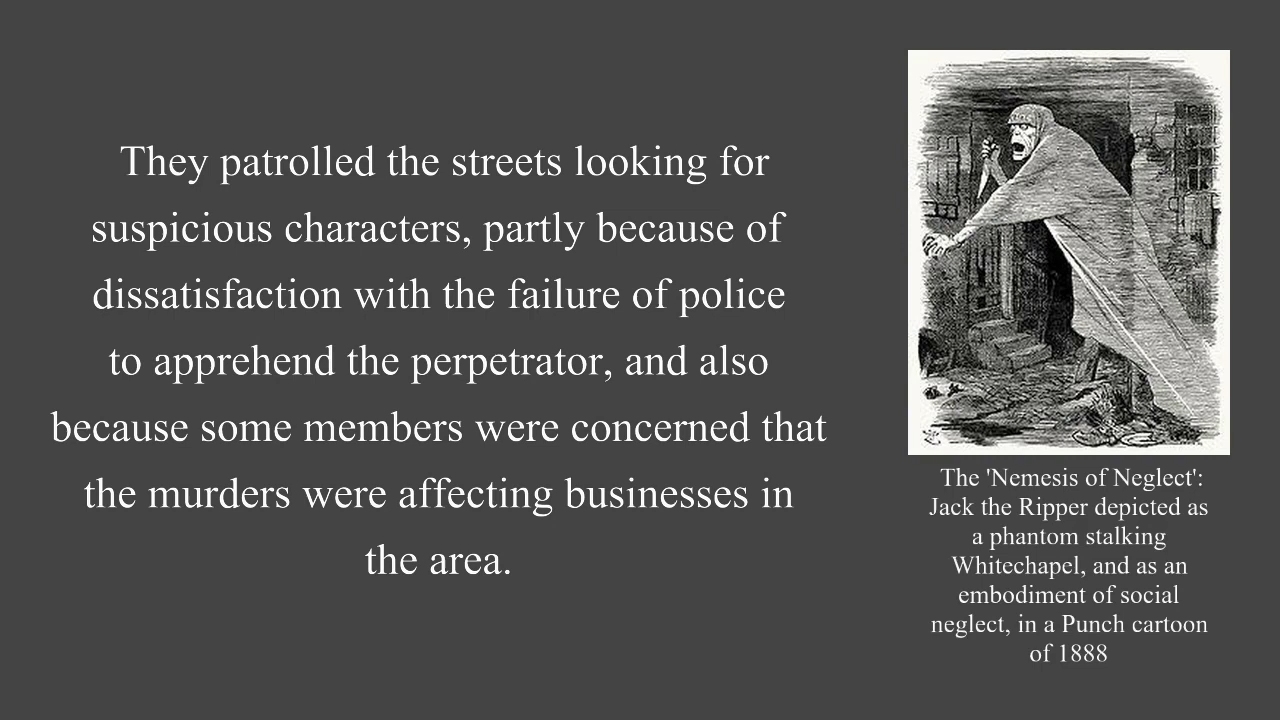 They patrolled the streets looking for
suspicious characters, partly because of
dissatisfaction with the failure of police
to apprehend the perpetrator, and also
because some members were concerned that
the murders were affecting businesses in
the area.
The 'Nemesis of Neglect':
Jack the Ripper depicted as
a phantom stalking
Whitechapel, and as an
embodiment of social
neglect, in a Punch cartoon
of 1888